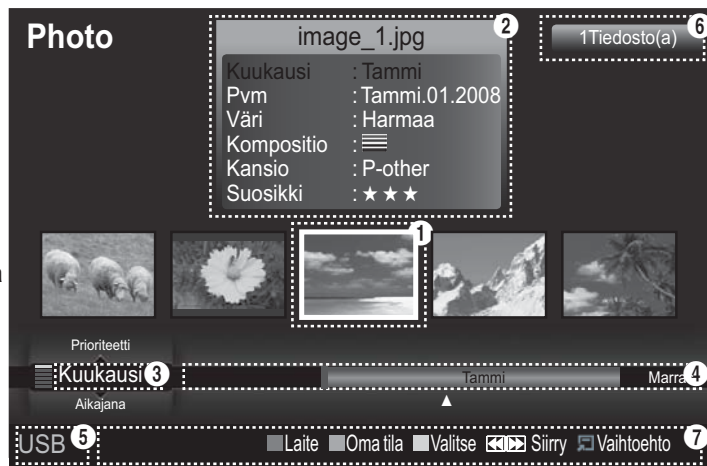 Photo
image_1.jpg
2
1Tiedosto(a)
6
Kuukausi : Tammi
Pvm : Tammi.01.2008
Väri : Harmaa
Kompositio :
Kansio : P-other
Suosikki : ★★★
1
Prioriteetti
Kuukausi
3
Tammi
Marra
4
Aikajana
USB
5
Laite Oma tila Valitse Siirry Vaihtoehto
7